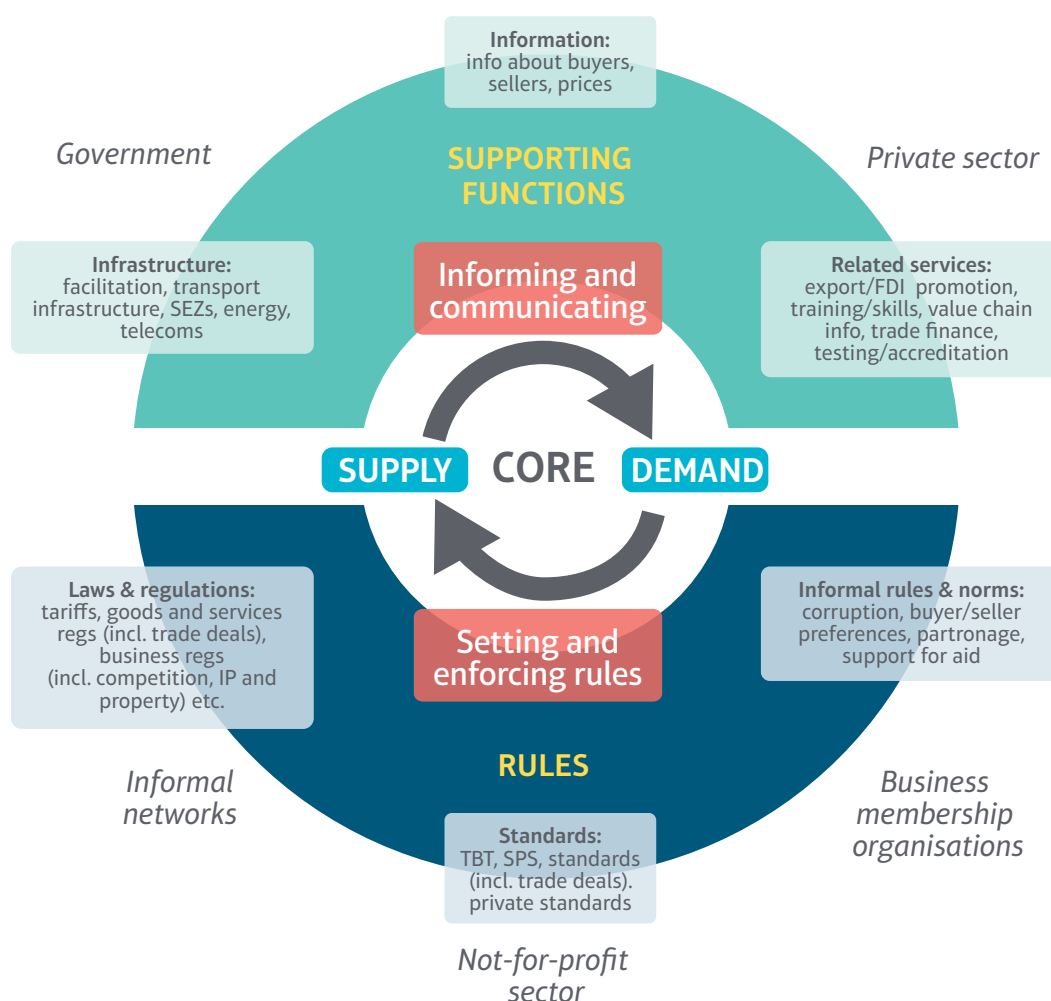 Information:
info about buyers,
sellers, prices
Government
SUPPORTING
FUNCTIONS
Private sector
Infrastructure:
facilitation, transport
infrastructure, SEZs, energy,
telecoms
Informing and
communicating
Related services:
export/FDI promotion,
training/skills, value chain
info, trade finance,
testing/accreditation
SUPPLY
CORE
DEMAND
Laws & regulations:
tariffs, goods and services
regs (incl. trade deals),
business regs
(incl. competition, IP and
property) etc.
Setting and
enforcing rules
Informal rules & norms:
corruption, buyer/seller
preferences, partronage,
support for aid
RULES
Informal
networks
Business
membership
organisations
Standards:
TBT, SPS, standards
(incl. trade deals).
private standards
Not-for-profit
sector